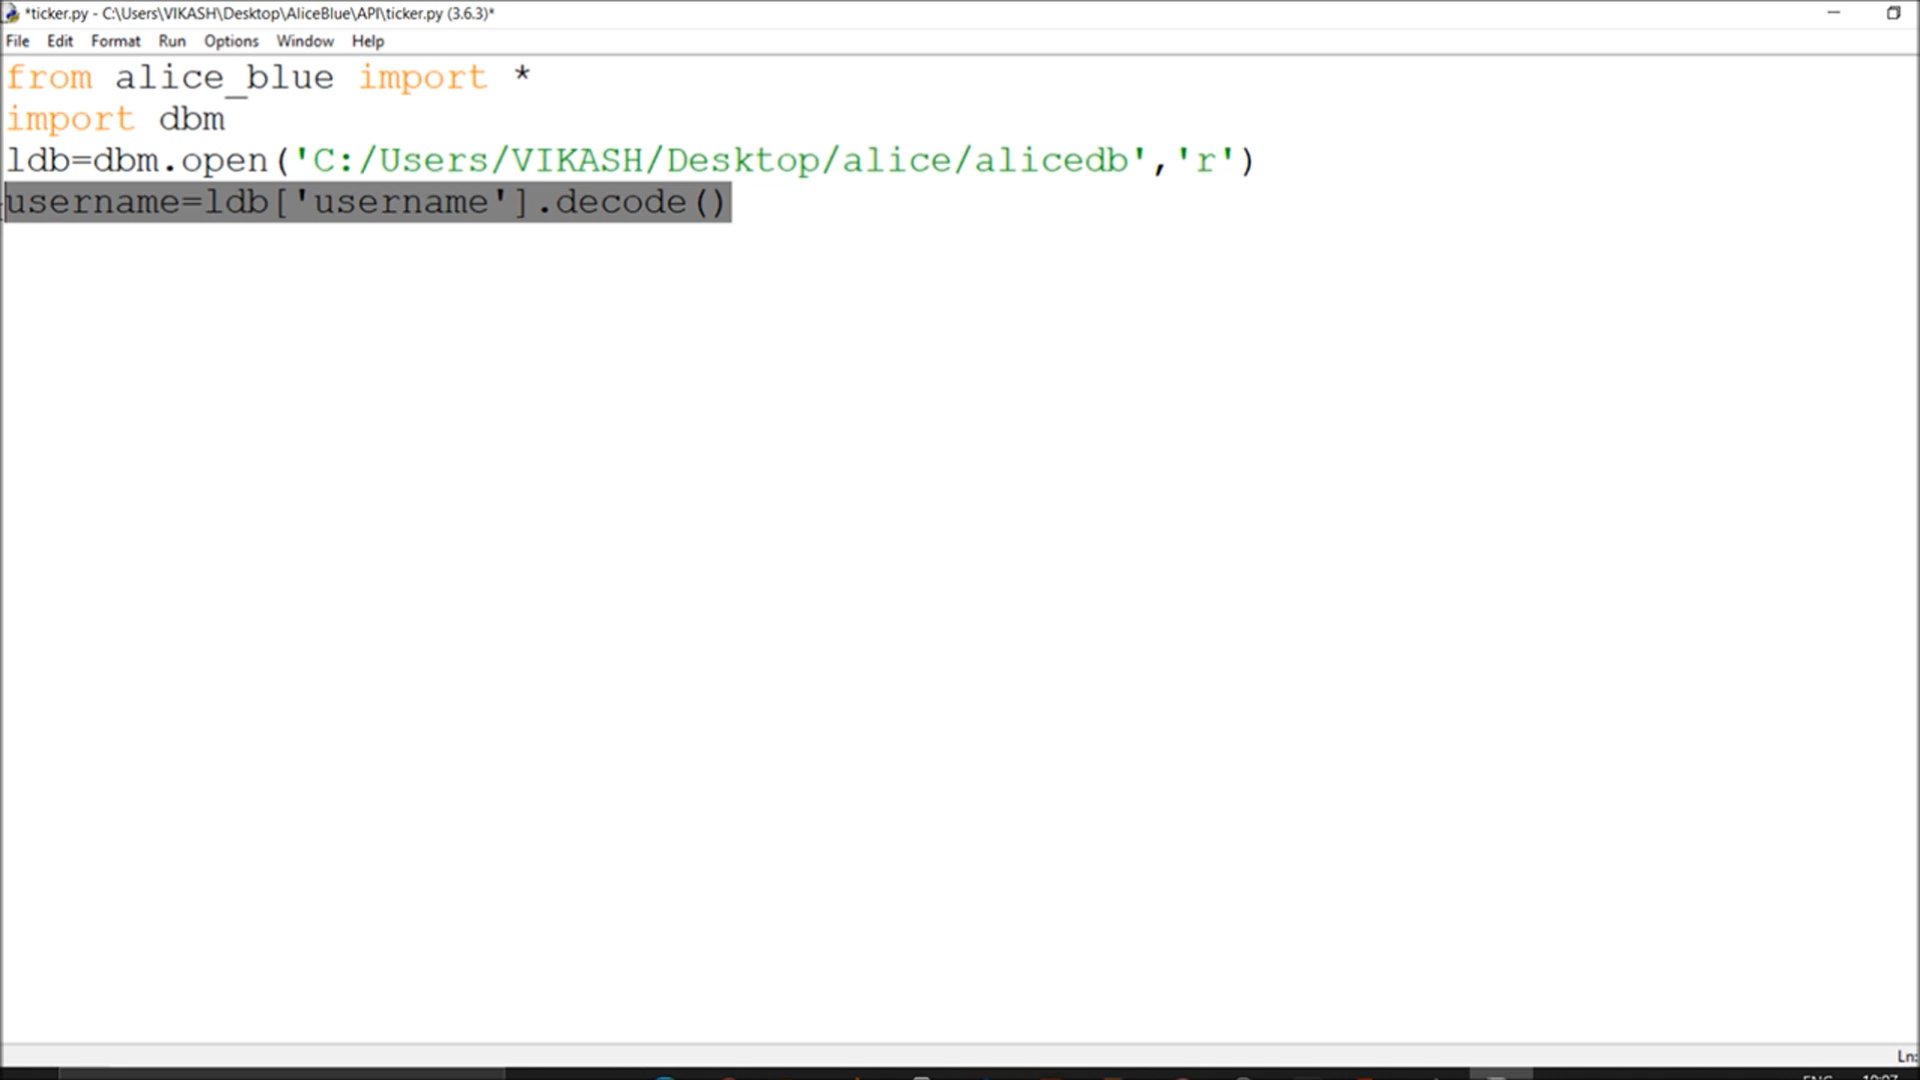 *ticker.py - C:\Users\VIKASH\Desktop\AliceBlue\API\ticker.py (3.6.3)*
File Edit Format Run Options Window Help
from alice_blue import *
import dbm
ldb=dbm.open('C:/Users/VIKASH/Desktop/alice/alicedb','r')
username=ldb['username'].decode()
Ln: